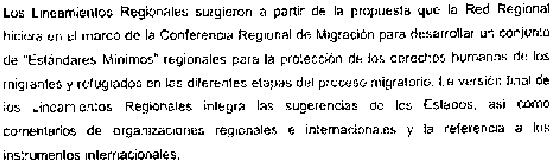 Los Lineamientos Regionales surgieron a partir de la propuesta que la Red Regional
hiciera en el marco de la Conferencia Regional de Migración para desarrollar un conjunto
de "Estándares Mínimos" regionales para la protección de los derechos humanos de los
migrantes y refugiados en las diferentes etapas del proceso migratorio. La versión final de
los Lineamientos Regionales integra las sugerencias de los Estados, así como
comentarios de organizaciones regionales e internacionales y la referencia a los
instrumentos internacionales.